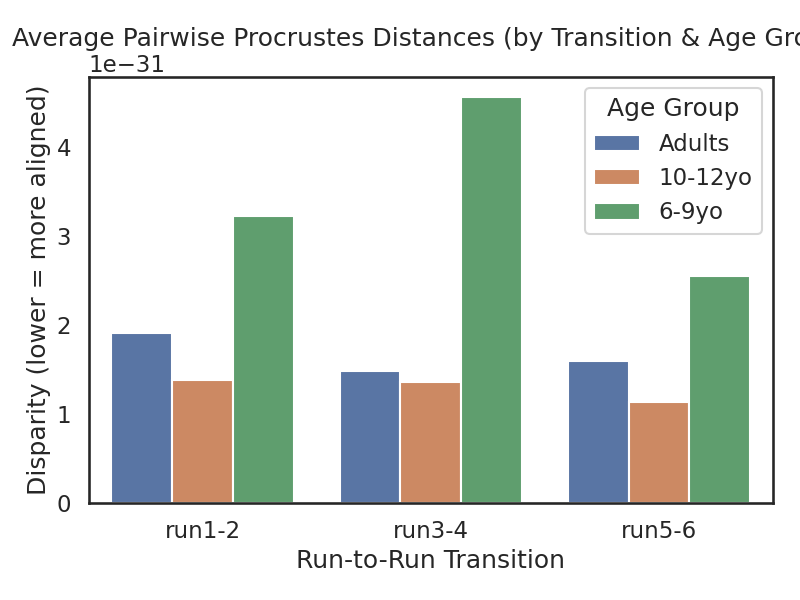 Average Pairwise Procrustes Distances (by Transition & Age Gro
1e−31
Disparity (lower = more aligned)
4
3
2
1
0
Age Group
Adults
10-12yo
6-9yo
run1-2
run3-4
run5-6
Run-to-Run Transition